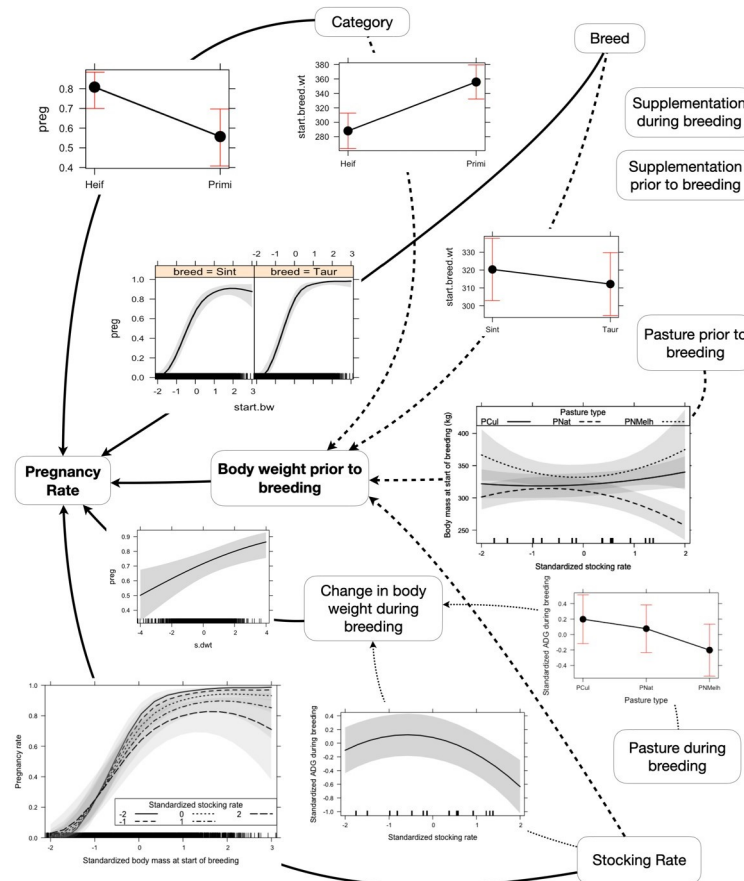 Category
Breed
Supplementation
during breeding
Supplementation
prior to breeding
preg
0.8
0.7
0.6
0.5
0.4
Heif
Primi
start.breed.wt
380
360
340
320
300
280
Heif
Primi
start.breed.wt
330
320
310
300
Sint
Taur
Pasture prior to
breeding
-2 -1 0 1 2 3
breed = Sint
breed = Taur
preg
1.0
0.8
0.6
0.4
0.2
0.0
-2 -1 0 1 2 3
start.bw
Pasture type
PCul
PNat
PNMelh
Body mass at start of breeding (kg)
400
350
300
250
-2 -1 0 1 2
Standardized stocking rate
Pregnancy
Rate
Body weight prior to
breeding
preg
0.9
0.8
0.7
0.6
0.5
0.4
-4 -2 0 2 4
s.dwt
Change in body
weight during
breeding
Standardized ADG during breeding
0.4
0.2
0.0
-0.2
-0.4
PCul
PNat
PNMelh
Pasture type
Pasture during
breeding
Pregnancy rate
1.0
0.8
0.6
0.4
0.2
0.0
Standardized stocking rate
-2 0 2
-1 1
-2 -1 0 1 2 3
Standardized body mass at start of breeding
Standardized ADG during breeding
0.4
0.2
0.0
-0.2
-0.4
-0.6
-0.8
-1.0
-2 -1 0 1 2
Standardized stocking rate
Stocking Rate